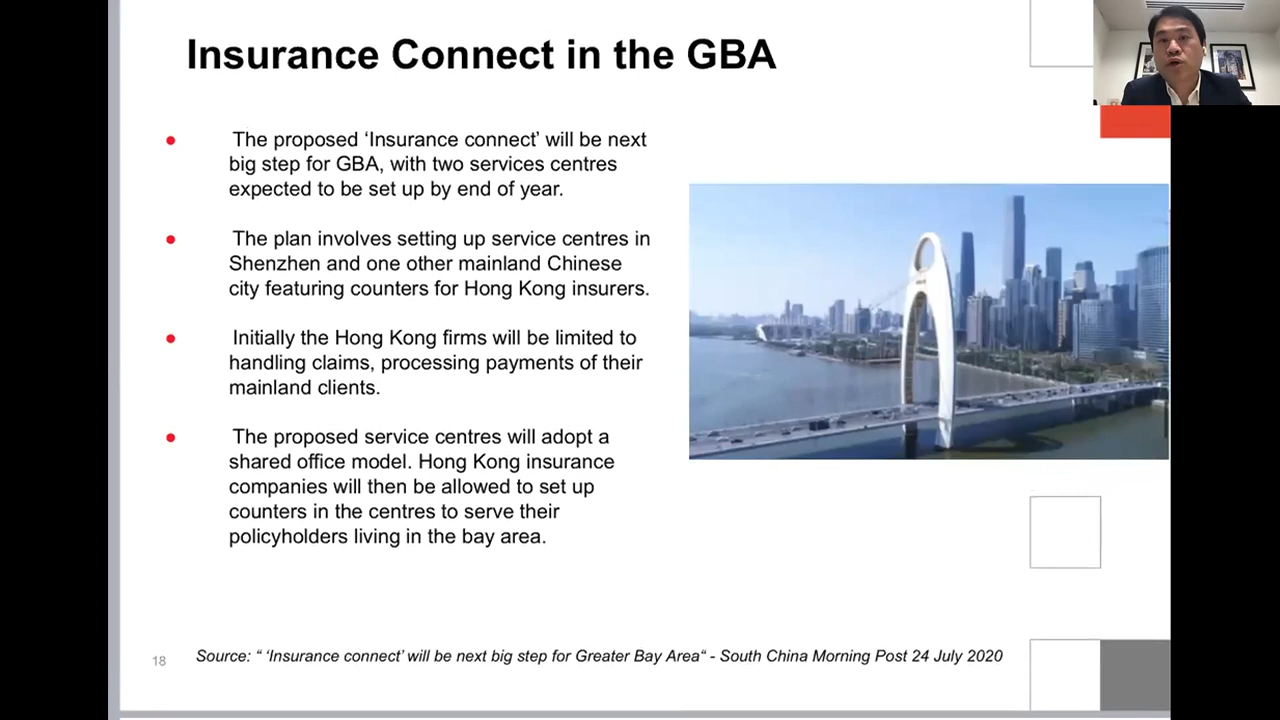 Insurance Connect in the GBA
● The proposed ‘Insurance connect’ will be next
big step for GBA, with two services centres
expected to be set up by end of year.
● The plan involves setting up service centres in
Shenzhen and one other mainland Chinese
city featuring counters for Hong Kong insurers.
● Initially the Hong Kong firms will be limited to
handling claims, processing payments of their
mainland clients.
● The proposed service centres will adopt a
shared office model. Hong Kong insurance
companies will then be allowed to set up
counters in the centres to serve their
policyholders living in the bay area.
18
Source: “ ‘Insurance connect’ will be next big step for Greater Bay Area“ - South China Morning Post 24 July 2020